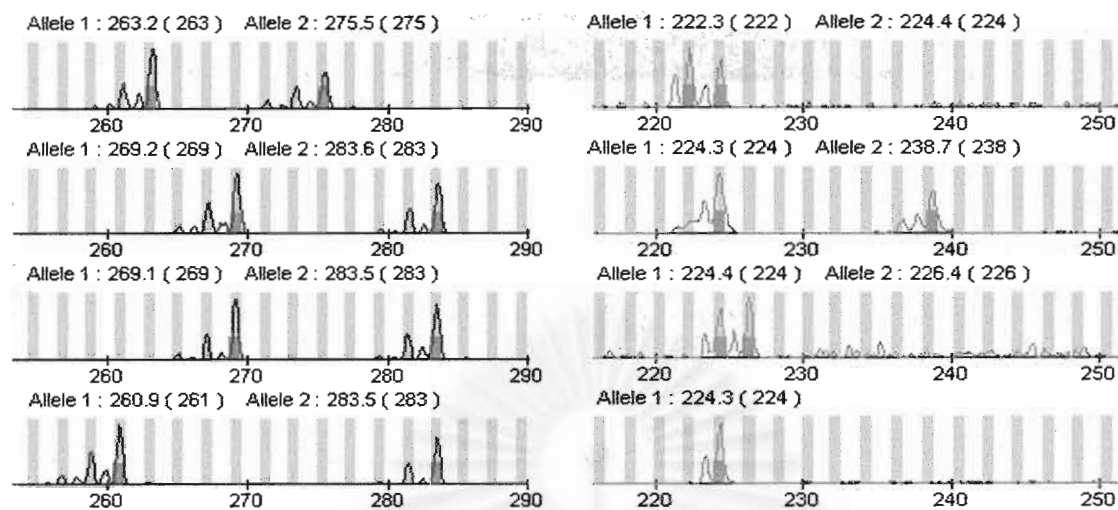 Allele 1 : 263.2 ( 263 ) Allele 2 : 275.5 ( 275 )
260 270 280 290
Allele 1 : 269.2 ( 269 ) Allele 2 : 283.6 ( 283 )
260 270 280 290
Allele 1 : 269.1 ( 269 ) Allele 2 : 283.5 ( 283 )
260 270 280 290
Allele 1 : 260.9 ( 261 ) Allele 2 : 283.5 ( 283 )
260 270 280 290
Allele 1 : 222.3 ( 222 ) Allele 2 : 224.4 ( 224 )
220 230 240 250
Allele 1 : 224.3 ( 224 ) Allele 2 : 238.7 ( 238 )
220 230 240 250
Allele 1 : 224.4 ( 224 ) Allele 2 : 226.4 ( 226 )
220 230 240 250
Allele 1 : 224.3 ( 224 )
220 230 240 250